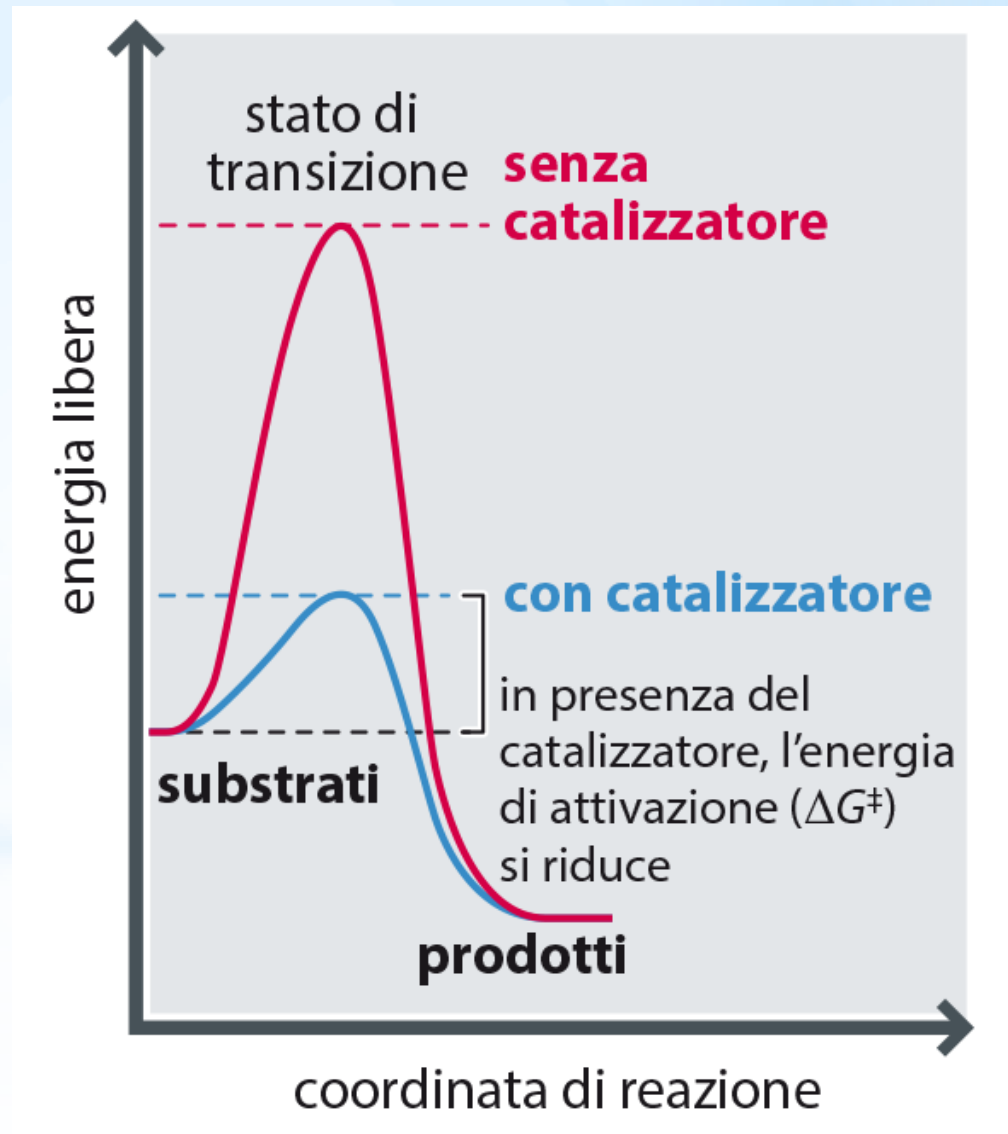 stato di
transizione
senza
catalizzatore
energia libera
con catalizzatore
in presenza del
catalizzatore, l'energia
di attivazione (ΔG‡)
si riduce
substrati
prodotti
coordinata di reazione